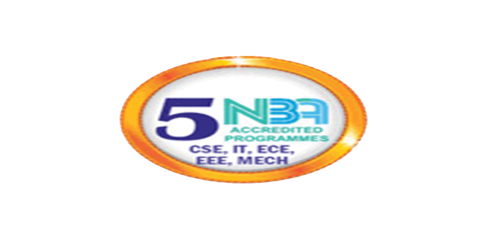 5 NBA
ACCREDITED
PROGRAMMES
CSE, IT, ECE,
EEE, MECH